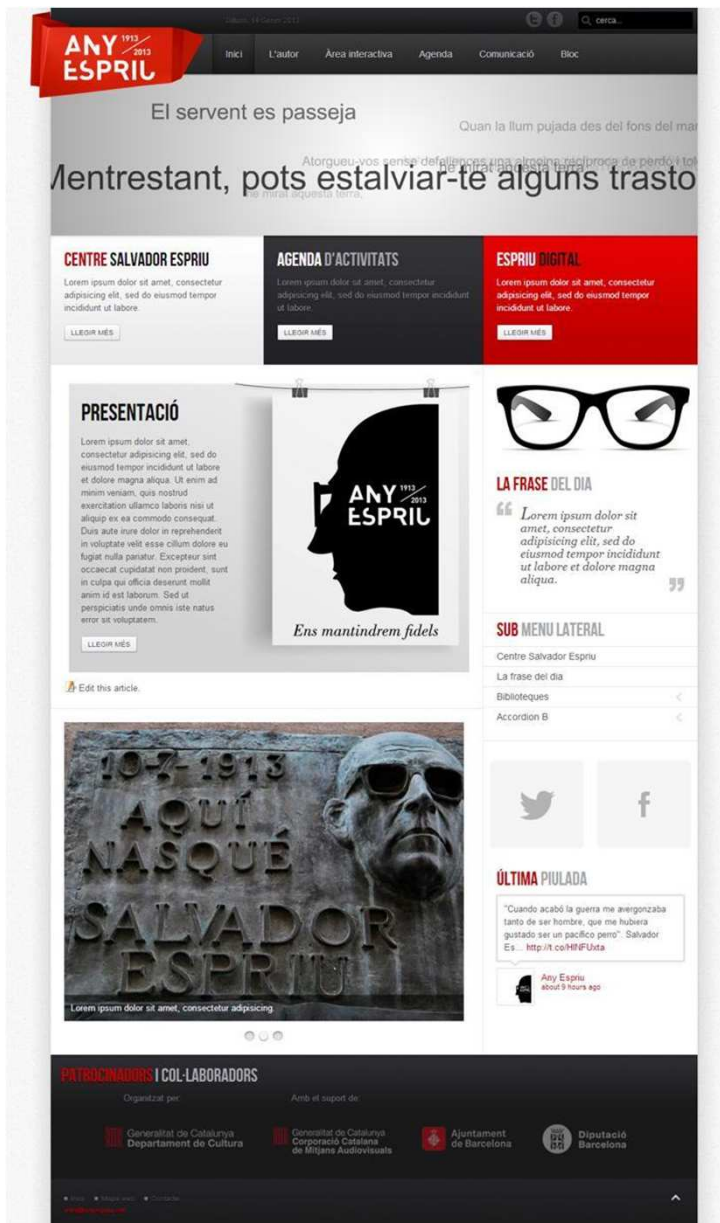 ANY 1913
2013
ESPRIU
cerca...
Inici L'autor Àrea interactiva Agenda Comunicació Bloc
El servent es passeja
Quan la llum pujada des del fons del mar
Atorgueu-vos sense defallences una almoina recíproca de perdó i tol
he mirat aquesta terra,
Mentrestant, pots estalviar-te alguns trasto
he mirat aquesta terra,
CENTRE SALVADOR ESPRIU
Lorem ipsum dolor sit amet, consectetur
adipisicing elit, sed do eiusmod tempor
incididunt ut labore.
LLEGIR MÉS
AGENDA D'ACTIVITATS
Lorem ipsum dolor sit amet, consectetur
adipisicing elit, sed do eiusmod tempor incididunt
ut labore.
LLEGIR MÉS
ESPRIU DIGITAL
Lorem ipsum dolor sit amet, consectetur
adipisicing elit, sed do eiusmod tempor
incididunt ut labore.
LLEGIR MÉS
PRESENTACIÓ
Lorem ipsum dolor sit amet,
consectetur adipisicing elit, sed do
eiusmod tempor incididunt ut labore
et dolore magna aliqua. Ut enim ad
minim veniam, quis nostrud
exercitation ullamco laboris nisi ut
aliquip ex ea commodo consequat.
Duis aute irure dolor in reprehenderit
in voluptate velit esse cillum dolore eu
fugiat nulla pariatur. Excepteur sint
occaecat cupidatat non proident, sunt
in culpa qui officia deserunt mollit
anim id est laborum. Sed ut
perspiciatis unde omnis iste natus
error sit voluptatem.
LLEGIR MÉS
ANY 1913
2013
ESPRIU
Ens mantindrem fidels
Edit this article.
10-7-1913
AQUÍ
NASQUÉ
SALVADOR
ESPRIU
Lorem ipsum dolor sit amet, consectetur adipisicing.
LA FRASE DEL DIA
“ Lorem ipsum dolor sit
amet, consectetur
adipisicing elit, sed do
eiusmod tempor incididunt
ut labore et dolore magna
aliqua. ”
SUB MENU LATERAL
Centre Salvador Espriu
La frase del dia
Biblioteques
Accordion B
ÚLTIMA PIULADA
"Cuando acabó la guerra me avergonzaba
tanto de ser hombre, que me hubiera
gustado ser un pacífico perro". Salvador
Es... http://t.co/HINFUxta
Any Espriu
about 9 hours ago
PATROCINADORS I COL·LABORADORS
Organitzat per:
Amb el suport de:
Generalitat de Catalunya
Departament de Cultura
Generalitat de Catalunya
Corporació Catalana
de Mitjans Audiovisuals
Ajuntament
de Barcelona
Diputació
Barcelona
Inici Mapa web Contacte